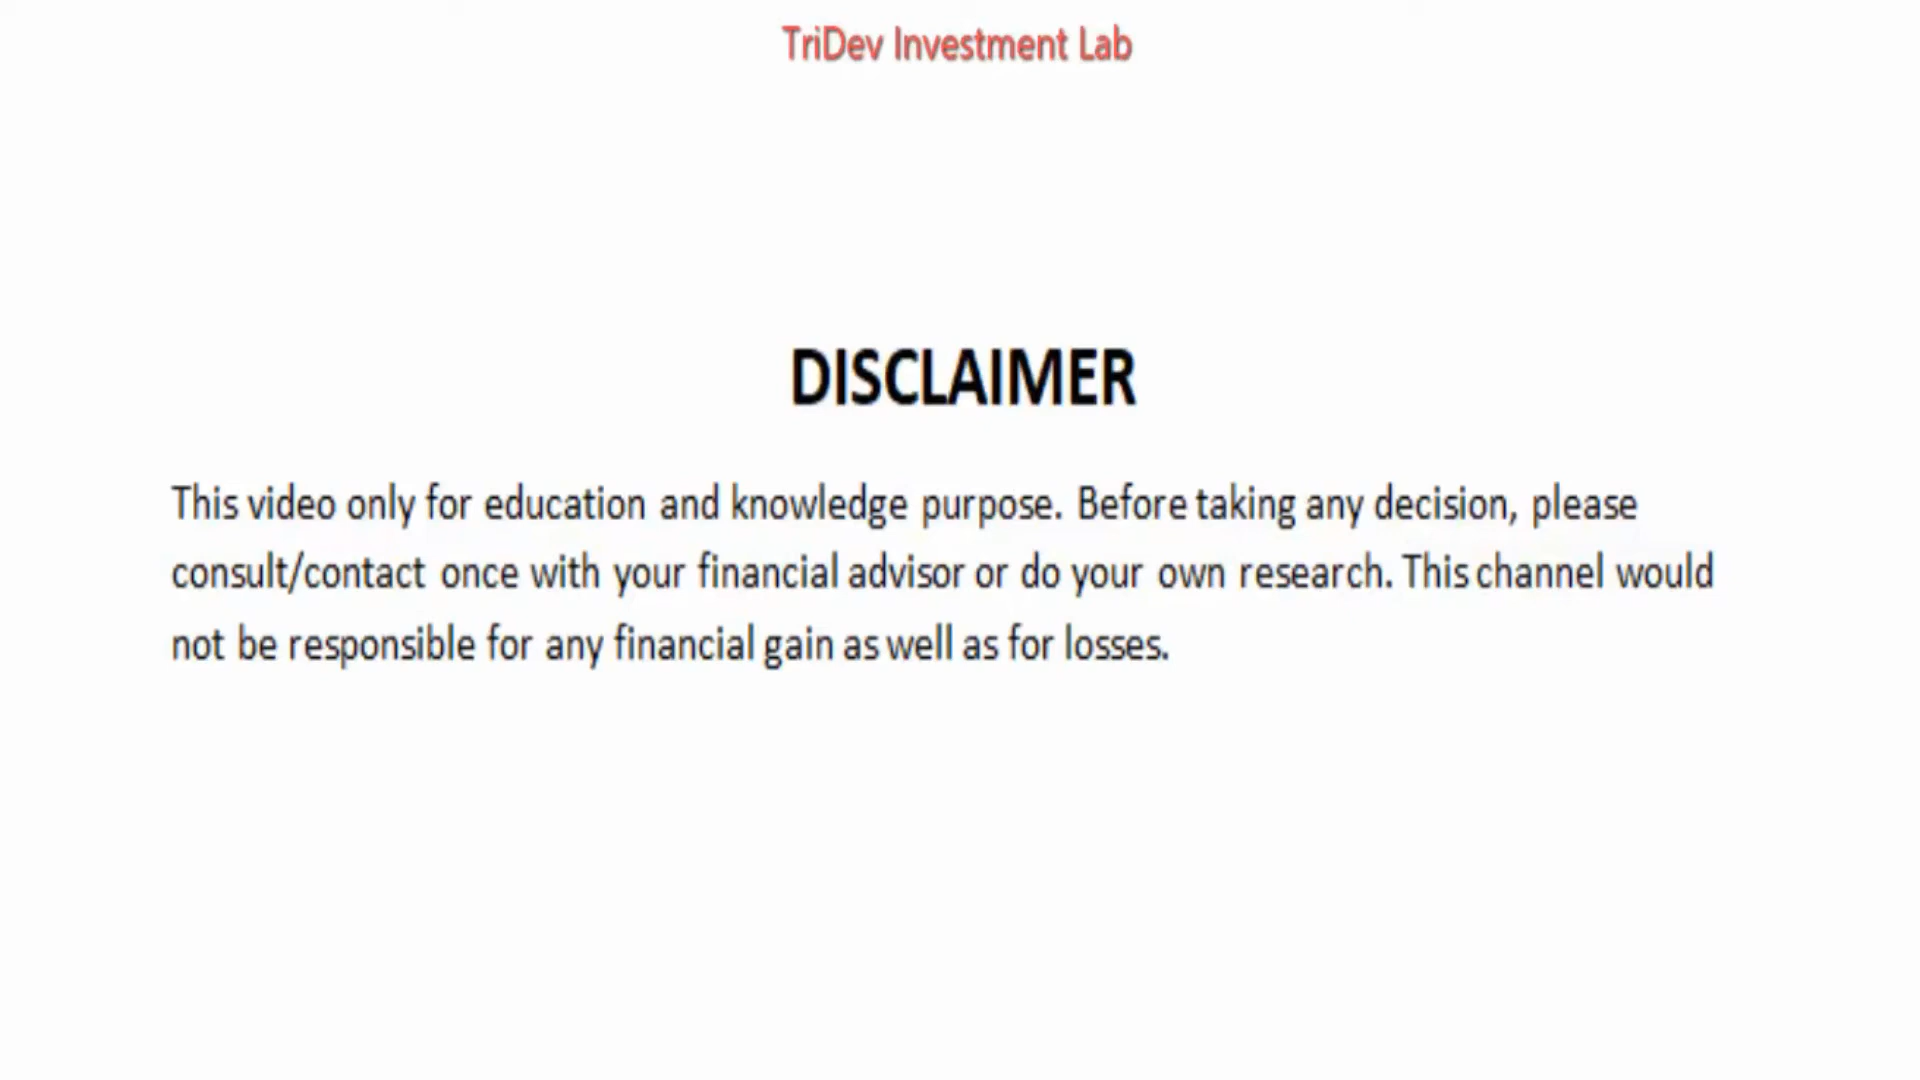 TriDev Investment Lab
DISCLAIMER
This video only for education and knowledge purpose. Before taking any decision, please
consult/contact once with your financial advisor or do your own research. This channel would
not be responsible for any financial gain as well as for losses.